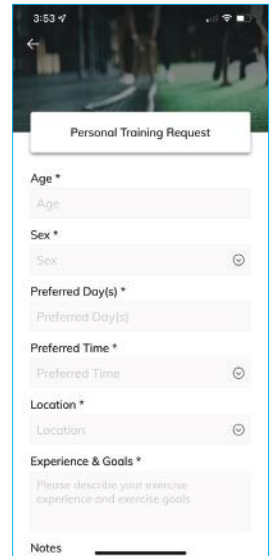 3:53
Personal Training Request
Age *
Age
Sex *
Sex
Preferred Day(s) *
Preferred Day(s)
Preferred Time *
Preferred Time
Location *
Location
Experience & Goals *
Please describe your exercise
experience and exercise goals
Notes